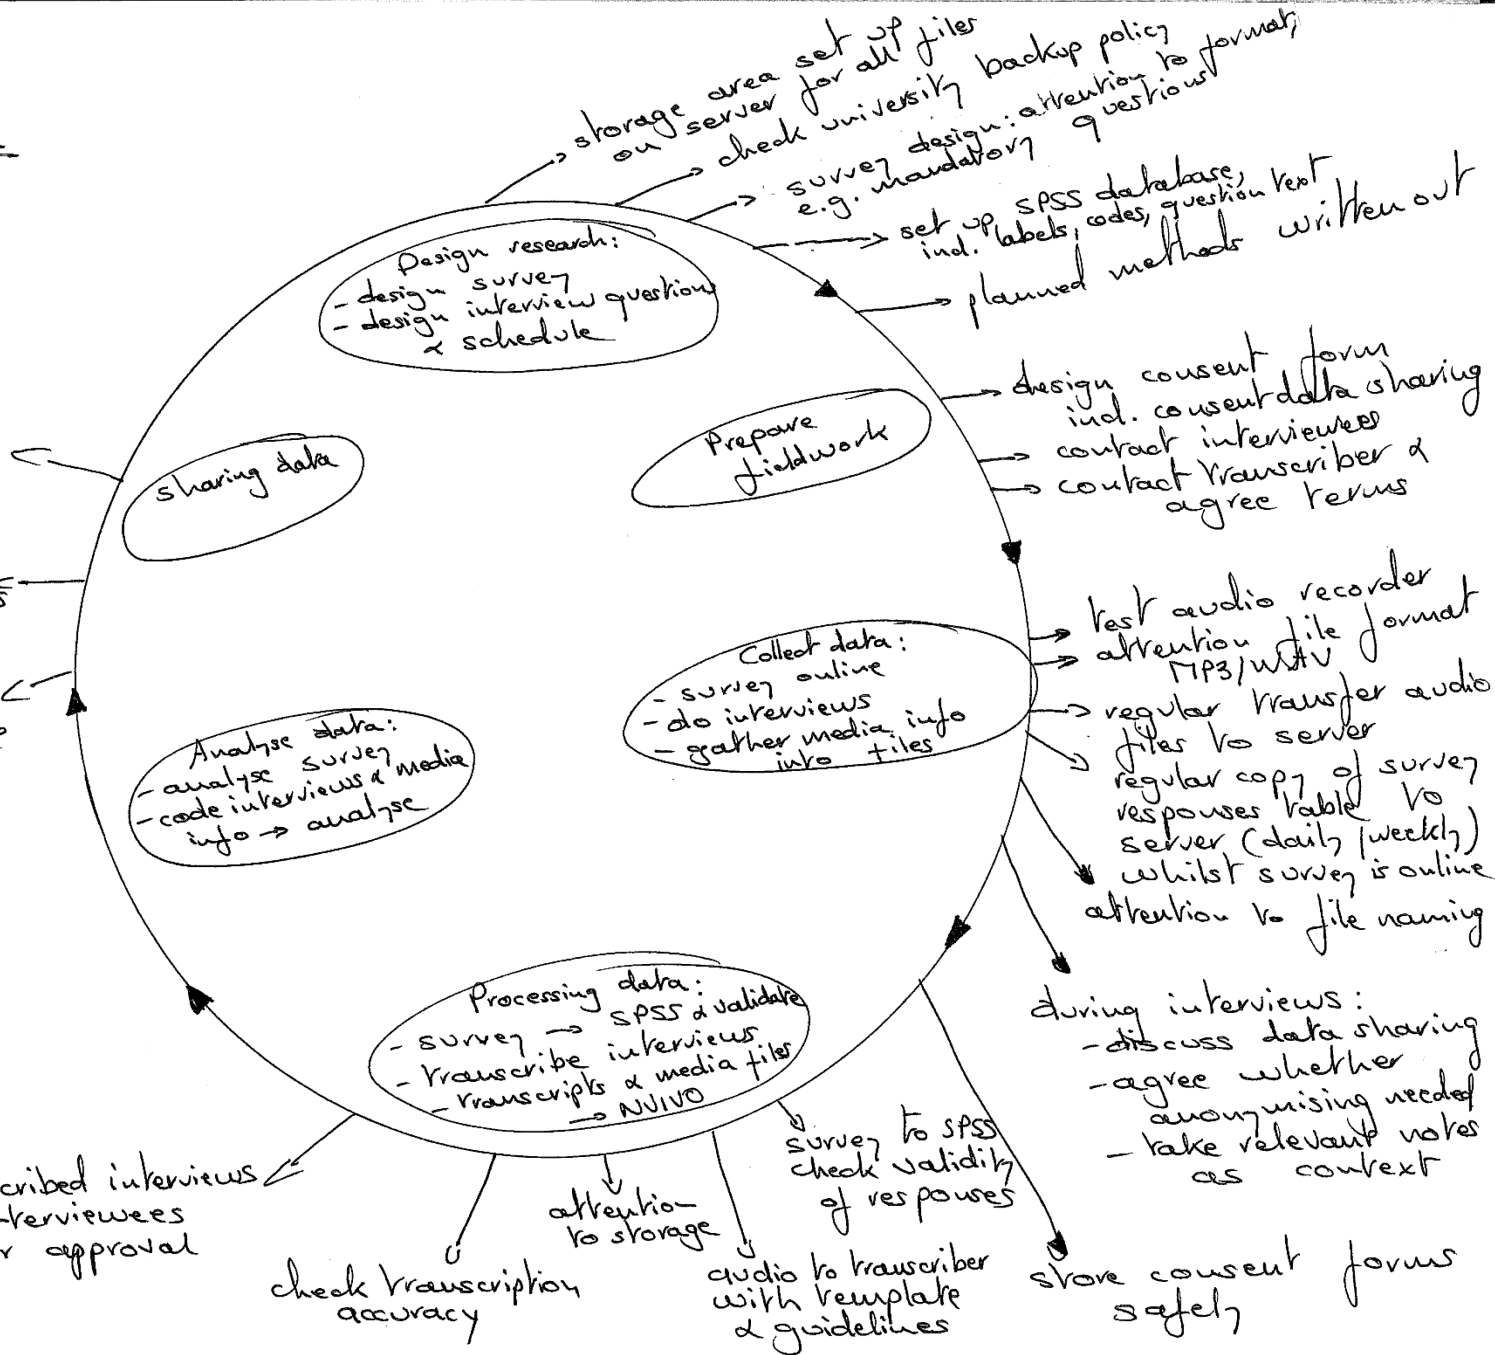 storage area set up
on server for all files
check university backup policy
survey design: attention to format,
e.g. mandatory questions
set up SPSS database,
incl. labels, codes, question text
planned methods written out
Design research:
- design survey
- design interview questions
& schedule
Prepare
fieldwork
design consent form
incl. consent data sharing
contact interviewees
contact transcriber &
agree terms
sharing data
Collect data:
- survey online
- do interviews
- gather media info
into files
test audio recorder
attention file format
MP3/WAV
regular transfer audio
files to server
regular copy of survey
responses table to
server (daily/weekly)
whilst survey is online
attention to file naming
Analyse data:
- analyse survey
- code interviews & media
info → analyse
during interviews:
- discuss data sharing
- agree whether
anonymising needed
- take relevant notes
as context
Processing data:
- survey → SPSS & validate
- transcribe interviews
- transcripts & media files
→ NVIVO
cribed interviews
terviewees
r approval
check transcription
accuracy
attention
to storage
audio to transcriber
with template
& guidelines
survey to SPSS
check validity
of responses
store consent forms
safely